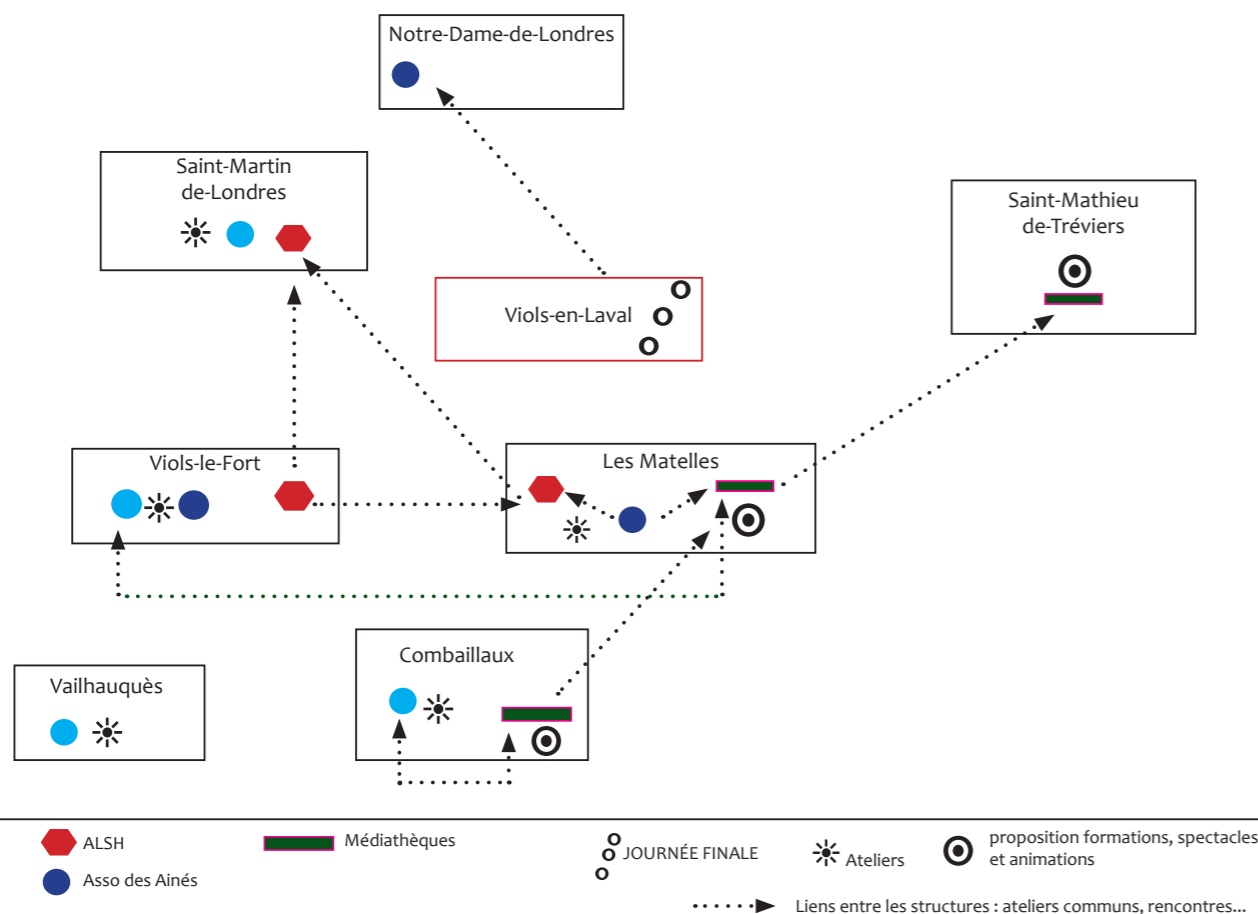 Notre-Dame-de-Londres
Saint-Martin
de-Londres
Saint-Mathieu
de-Tréviers
Viols-en-Laval
Viols-le-Fort
Les Matelles
Combaillaux
Vailhauquès
ALSH
Médiathèques
JOURNÉE FINALE
Ateliers
proposition formations, spectacles
et animations
Asso des Ainés
Liens entre les structures : ateliers communs, rencontres...